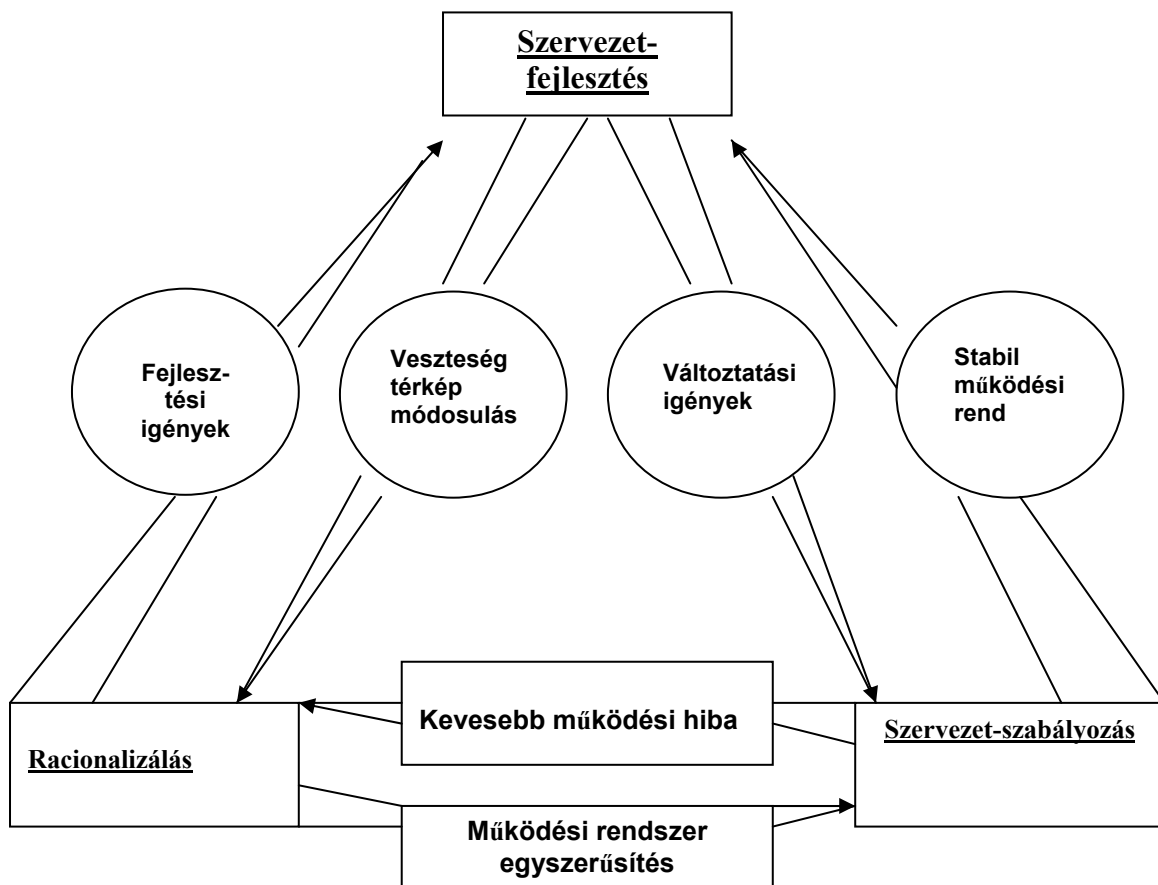 Szervezet-
fejlesztés
Fejlesz-
tési
igények
Veszteség
térkép
módosulás
Változtatási
igények
Stabil
működési
rend
Kevesebb működési hiba
Racionalizálás
Szervezet-szabályozás
Működési rendszer
egyszerűsítés